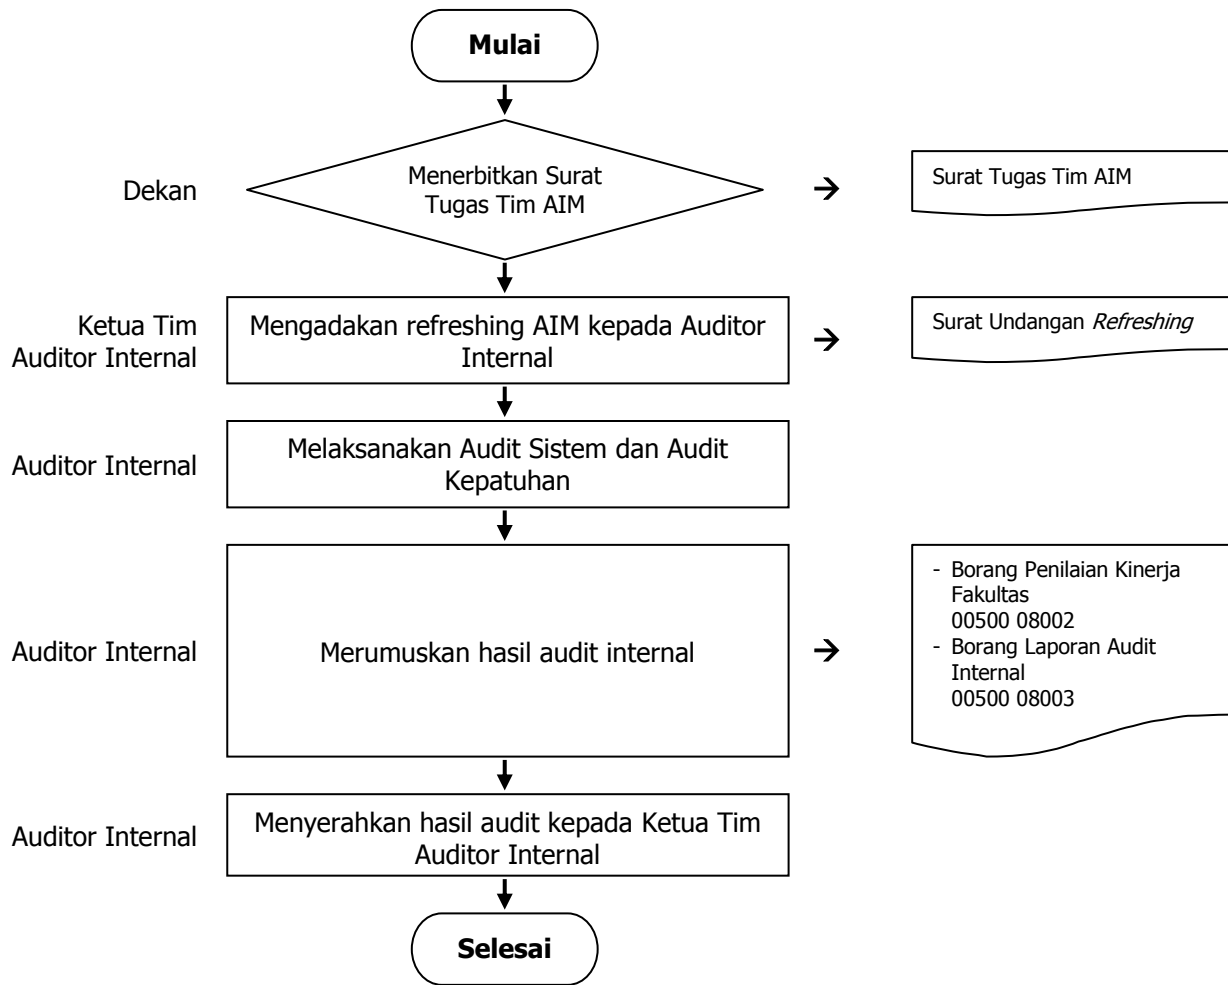 Mulai
Dekan
Menerbitkan Surat
Tugas Tim AIM
→
Surat Tugas Tim AIM
Ketua Tim
Auditor Internal
Mengadakan refreshing AIM kepada Auditor
Internal
→
Surat Undangan Refreshing
Auditor Internal
Melaksanakan Audit Sistem dan Audit
Kepatuhan
Auditor Internal
Merumuskan hasil audit internal
→
- Borang Penilaian Kinerja
Fakultas
00500 08002
- Borang Laporan Audit
Internal
00500 08003
Auditor Internal
Menyerahkan hasil audit kepada Ketua Tim
Auditor Internal
Selesai